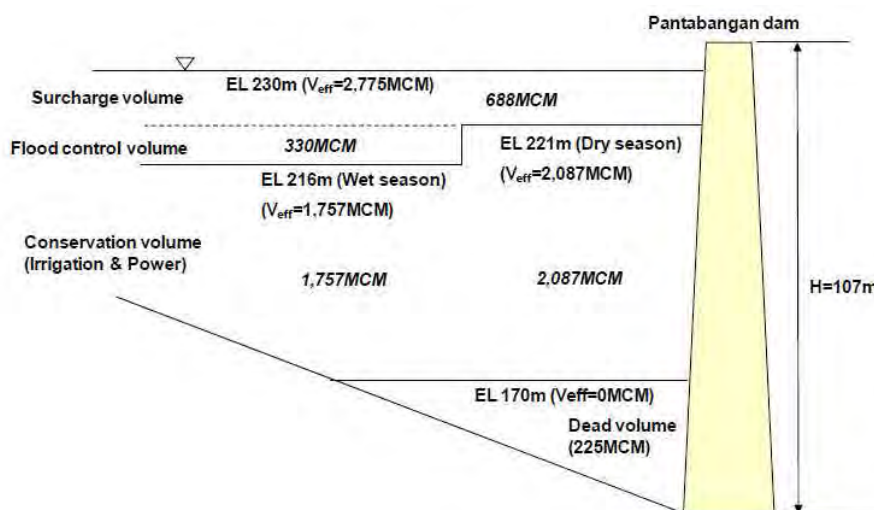 Pantabangan dam
EL 230m (Veff=2,775MCM)
Surcharge volume
688MCM
Flood control volume
330MCM
EL 221m (Dry season)
(Veff=2,087MCM)
EL 216m (Wet season)
(Veff=1,757MCM)
Conservation volume
(Irrigation & Power)
1,757MCM
2,087MCM
H=107m
EL 170m (Veff=0MCM)
Dead volume
(225MCM)